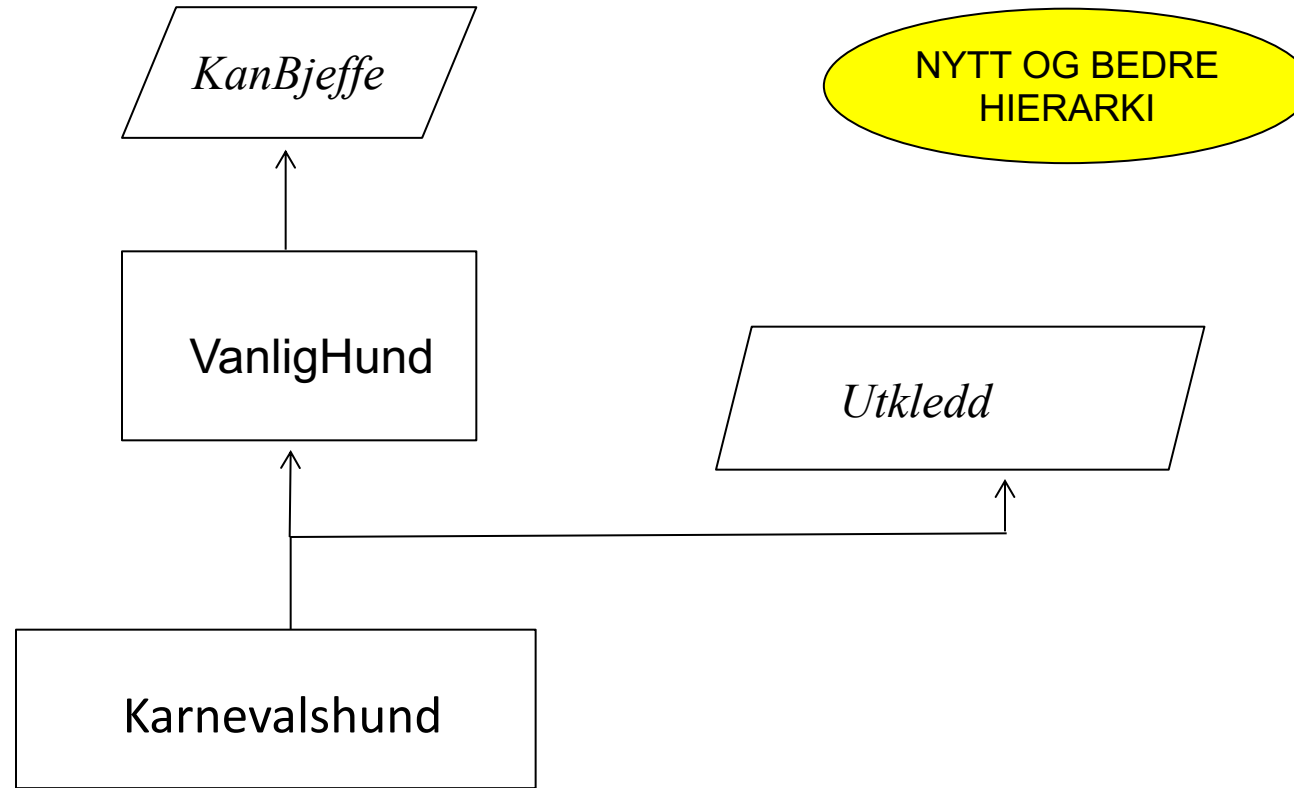 KanBjeffe
NYTT OG BEDRE
HIERARKI
VanligHund
Utkledd
Karnevalshund